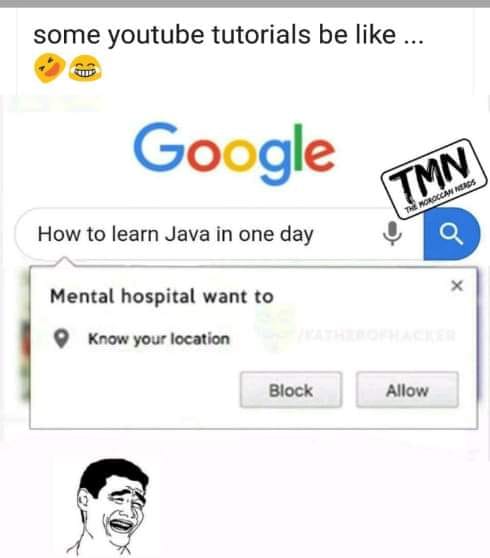 some youtube tutorials be like ...
🤣😂
Google
TMN
THE MOROCCAN NERDS
How to learn Java in one day
Mental hospital want to
×
Know your location
/FATHEROFHACKER
Block
Allow